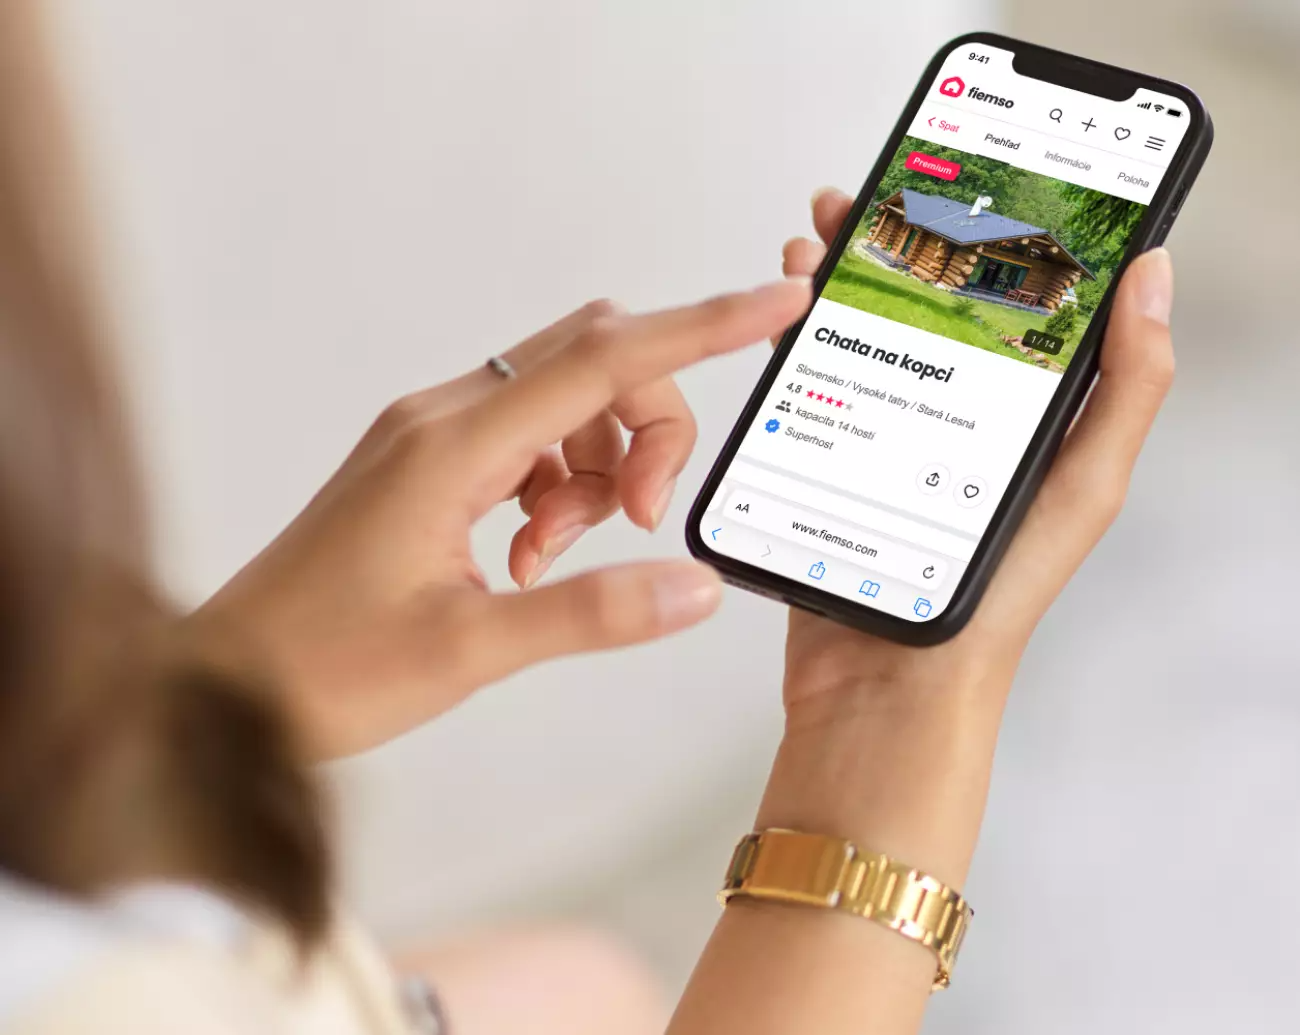 9:41
fiemso
Späť
Prehľad
Informácie
Poloha
Premium
1 / 14
Chata na kopci
Slovensko / Vysoké tatry / Stará Lesná
4,8
kapacita 14 hostí
Superhost
AA
www.fiemso.com